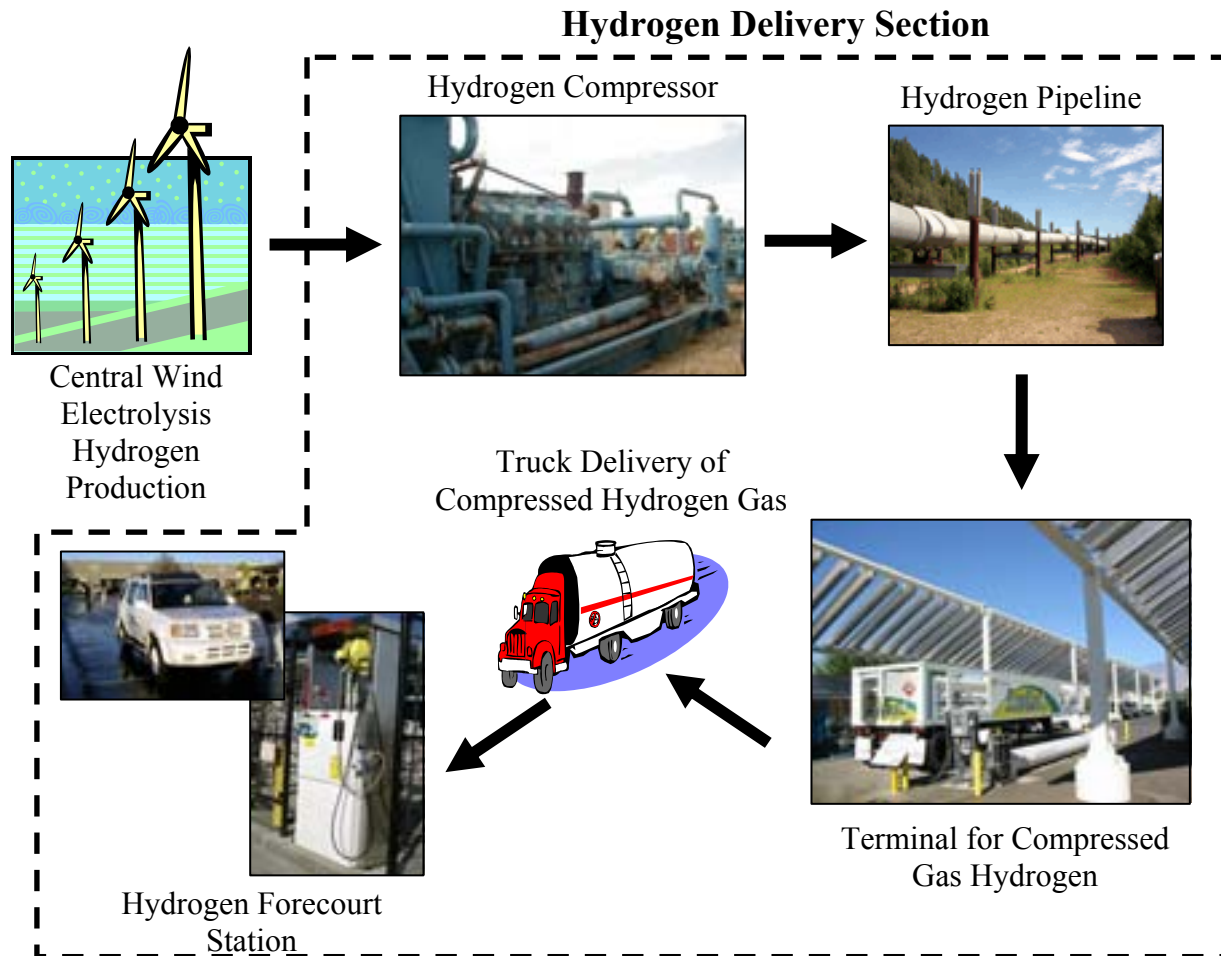 Hydrogen Delivery Section
Hydrogen Compressor
Hydrogen Pipeline
Central Wind
Electrolysis
Hydrogen
Production
Truck Delivery of
Compressed Hydrogen Gas
Terminal for Compressed
Gas Hydrogen
Hydrogen Forecourt
Station